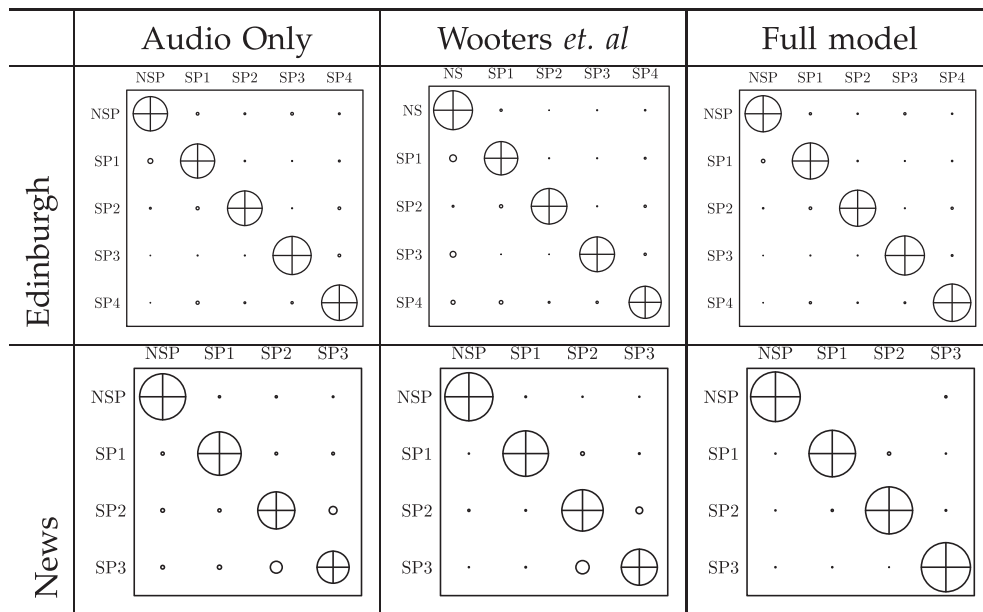 Audio Only Wooters et. al Full model
Edinburgh
NSP SP1 SP2 SP3 SP4
NSP
SP1
SP2
SP3
SP4
NS SP1 SP2 SP3 SP4
NS
SP1
SP2
SP3
SP4
NSP SP1 SP2 SP3 SP4
NSP
SP1
SP2
SP3
SP4
News
NSP SP1 SP2 SP3
NSP
SP1
SP2
SP3
NSP SP1 SP2 SP3
NSP
SP1
SP2
SP3
NSP SP1 SP2 SP3
NSP
SP1
SP2
SP3